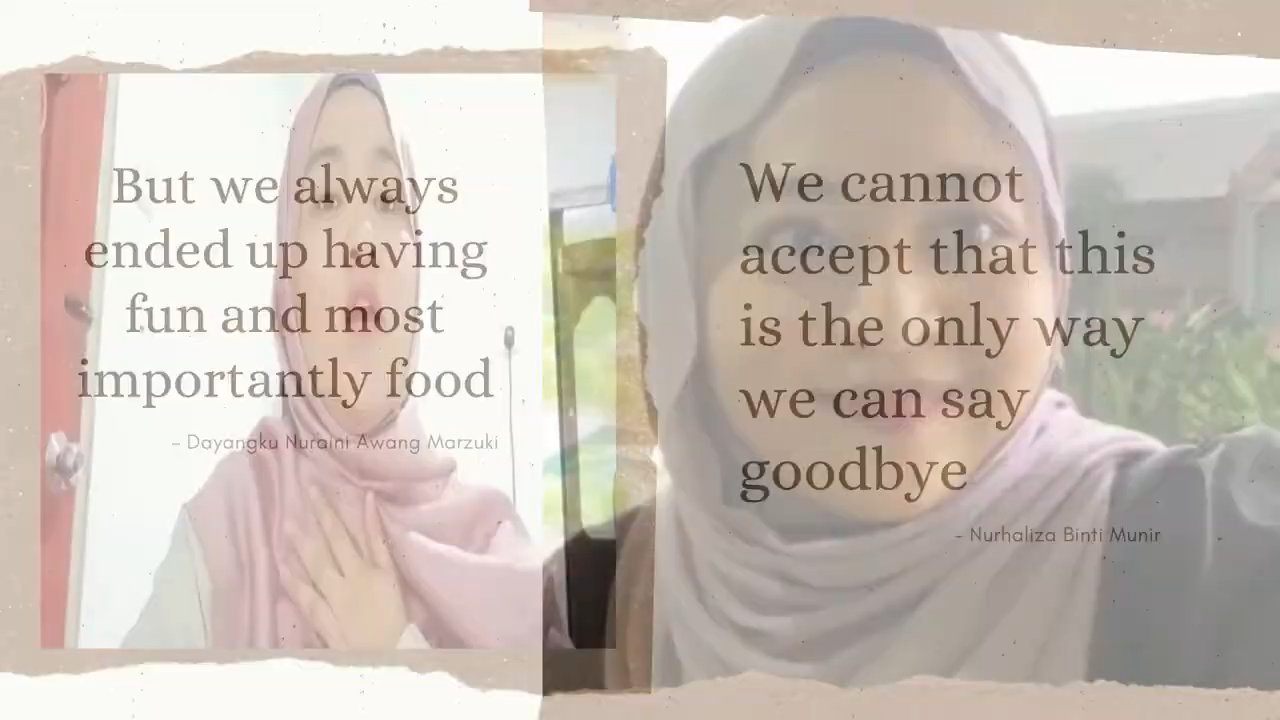 But we always
ended up having
fun and most
importantly food
– Dayangku Nuraini Awang Marzuki
We cannot
accept that this
is the only way
we can say
goodbye
– Nurhaliza Binti Munir